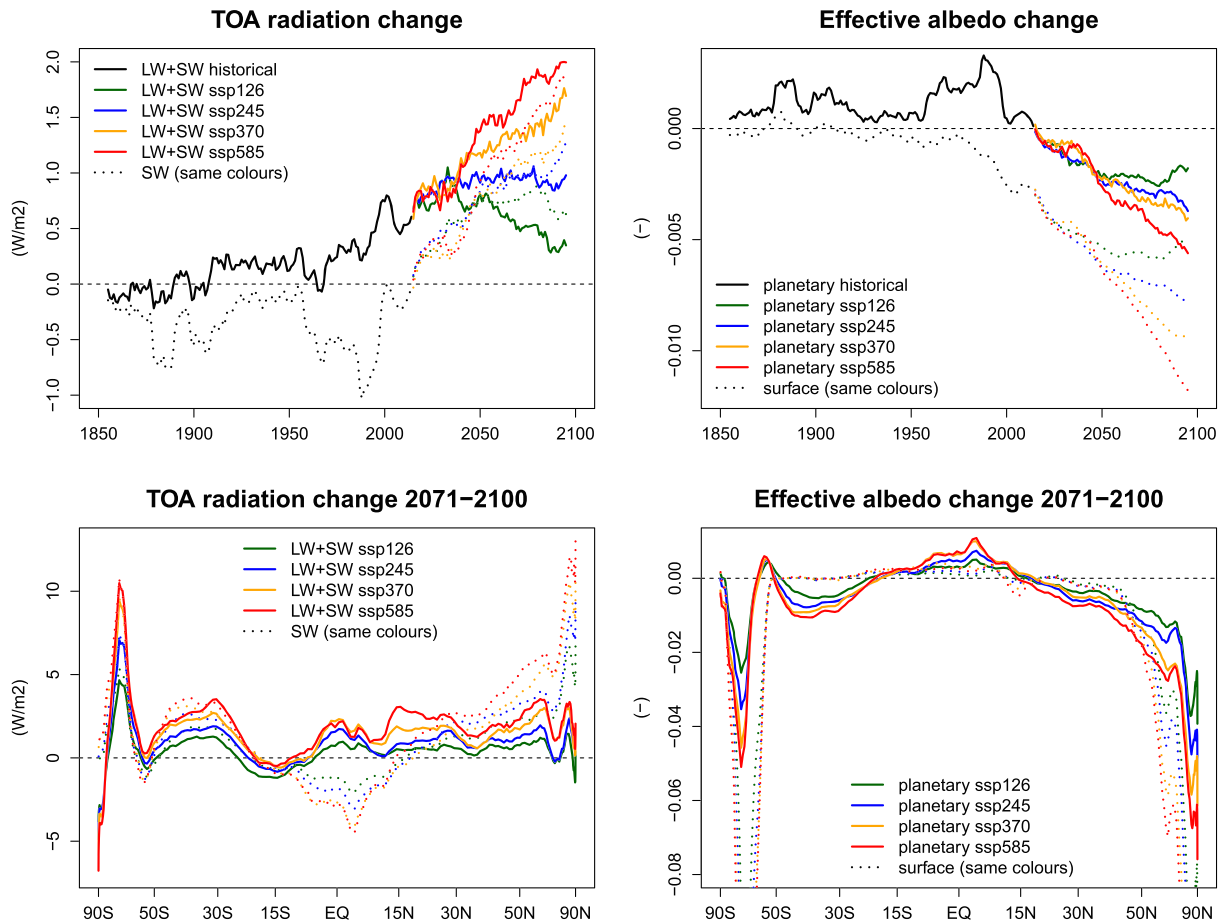 TOA radiation change
(W/m2)
2.0
1.5
1.0
0.5
0.0
−0.5
−1.0
LW+SW historical
LW+SW ssp126
LW+SW ssp245
LW+SW ssp370
LW+SW ssp585
SW (same colours)
1850 1900 1950 2000 2050 2100
Effective albedo change
(−)
0.000
−0.005
−0.010
planetary historical
planetary ssp126
planetary ssp245
planetary ssp370
planetary ssp585
surface (same colours)
1850 1900 1950 2000 2050 2100
TOA radiation change 2071−2100
(W/m2)
10
5
0
−5
LW+SW ssp126
LW+SW ssp245
LW+SW ssp370
LW+SW ssp585
SW (same colours)
90S 50S 30S 15S EQ 15N 30N 50N 90N
Effective albedo change 2071−2100
(−)
0.00
−0.02
−0.04
−0.06
−0.08
planetary ssp126
planetary ssp245
planetary ssp370
planetary ssp585
surface (same colours)
90S 50S 30S 15S EQ 15N 30N 50N 90N